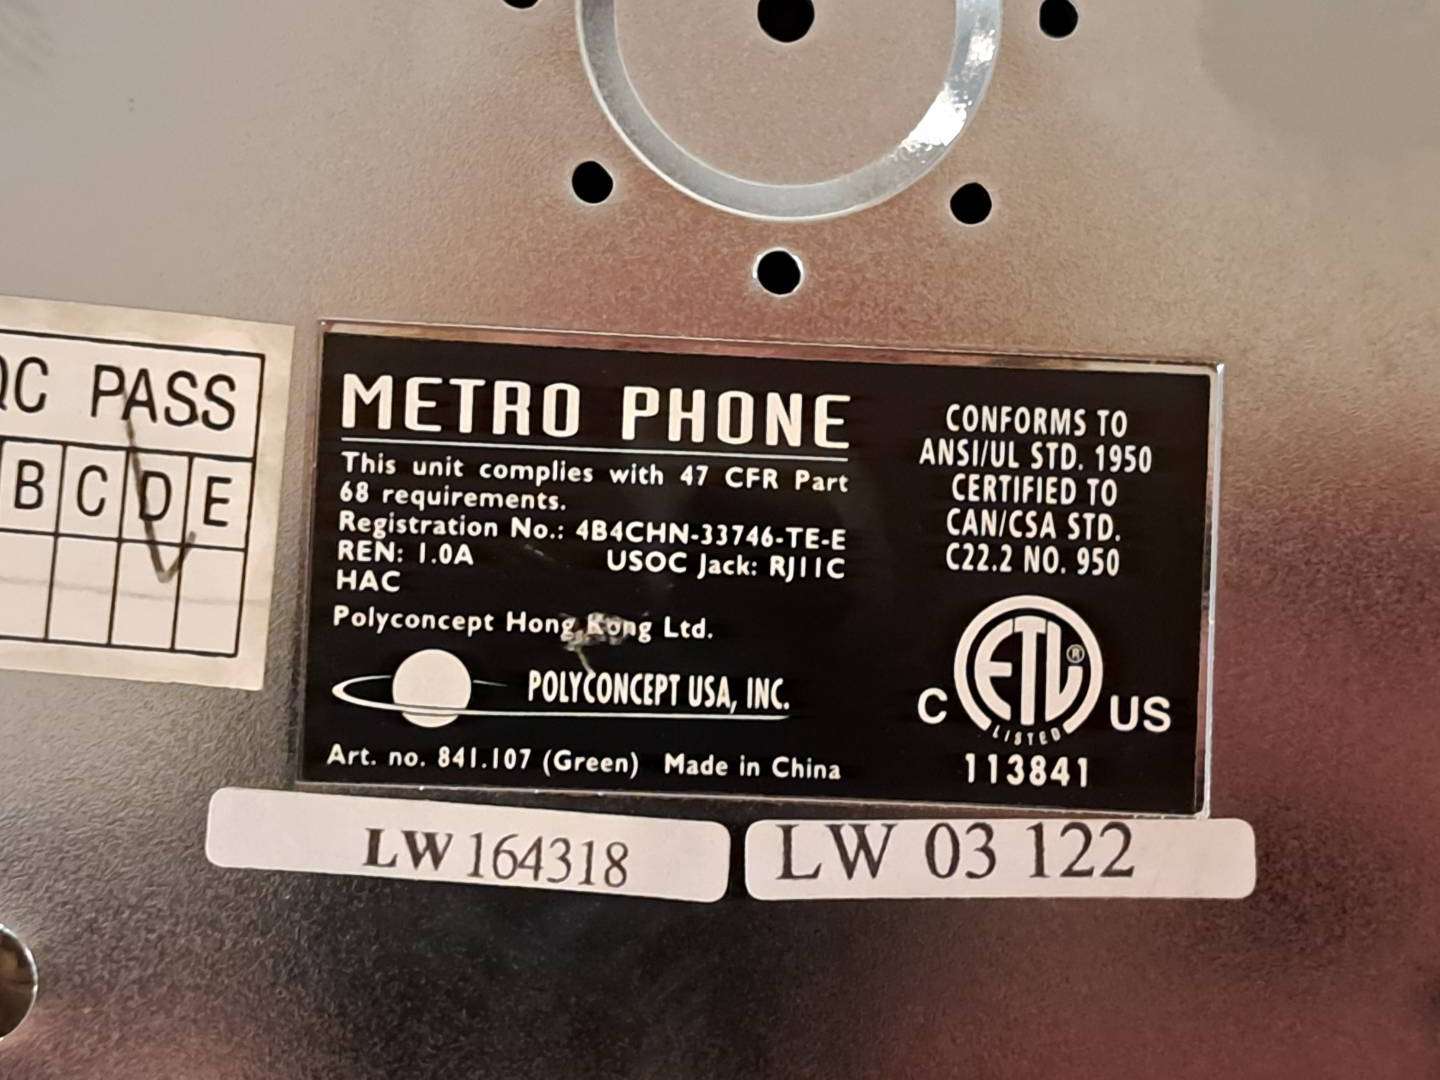 QC PASS
B C D E
METRO PHONE
This unit complies with 47 CFR Part
68 requirements.
Registration No.: 4B4CHN-33746-TE-E
REN: 1.0A USOC Jack: RJ11C
HAC
Polyconcept Hong Kong Ltd.
POLYCONCEPT USA, INC.
Art. no. 841.107 (Green) Made in China
CONFORMS TO
ANSI/UL STD. 1950
CERTIFIED TO
CAN/CSA STD.
C22.2 NO. 950
C ETL® US
LISTED
113841
LW 164318
LW 03 122